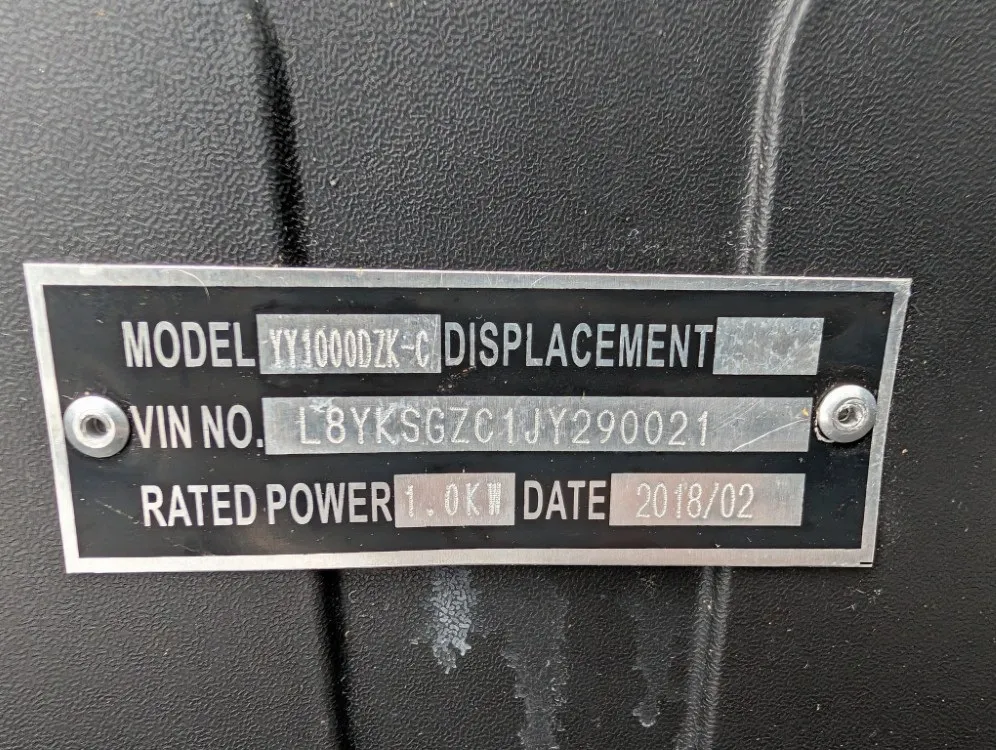 MODEL YY1000DZK-C DISPLACEMENT
VIN NO. L8YKSGZC1JY290021
RATED POWER 1.0KW DATE 2018/02